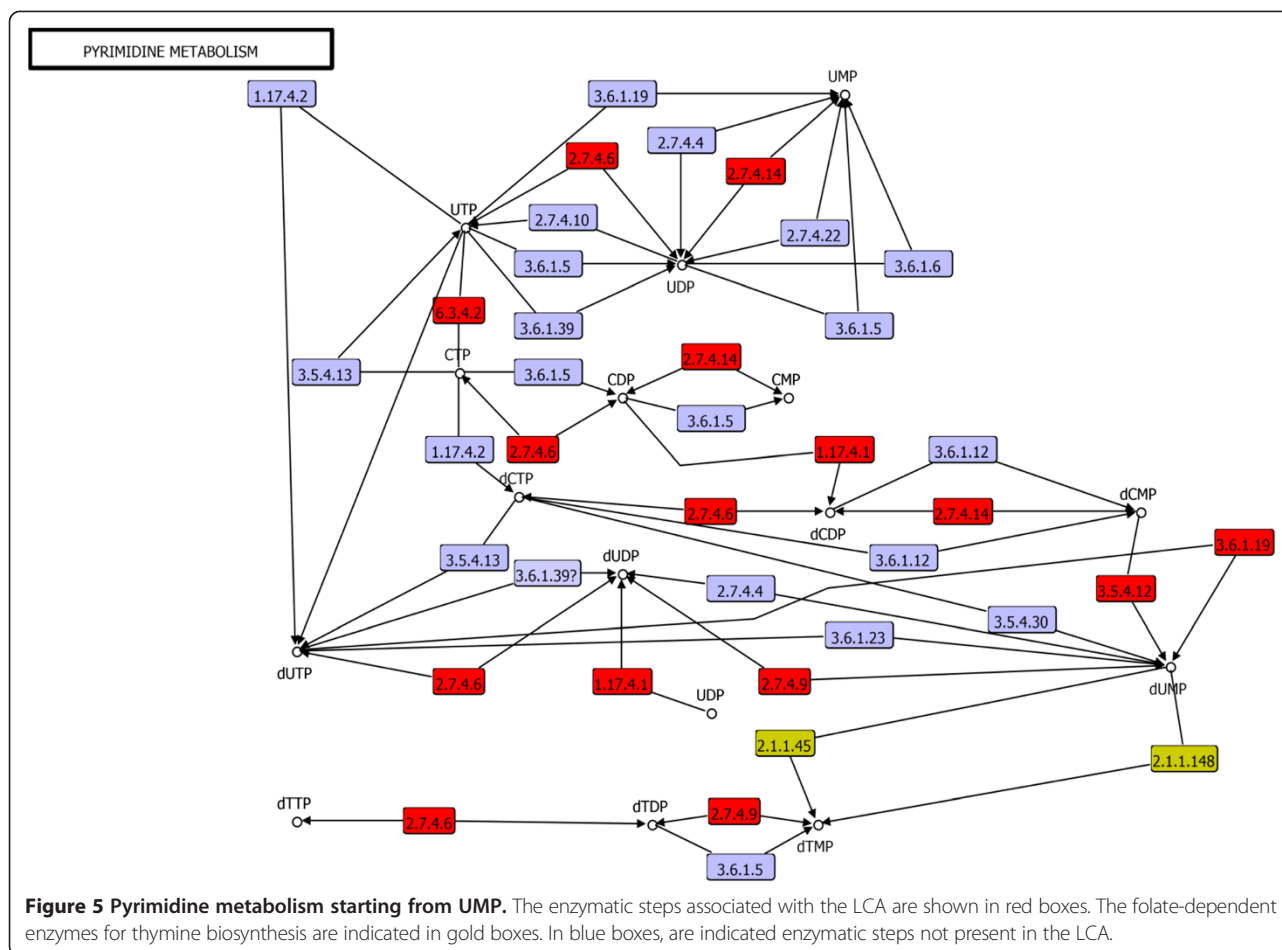 PYRIMIDINE METABOLISM
UMP
1.17.4.2
3.6.1.19
2.7.4.4
2.7.4.6
2.7.4.14
UTP
2.7.4.10
2.7.4.22
3.6.1.5
3.6.1.6
UDP
6.3.4.2
3.6.1.39
3.6.1.5
CTP
3.5.4.13
3.6.1.5
2.7.4.14
CDP
CMP
3.6.1.5
1.17.4.2
2.7.4.6
1.17.4.1
3.6.1.12
dCTP
dCMP
2.7.4.6
2.7.4.14
dCDP
3.6.1.19
3.5.4.13
3.6.1.12
dUDP
3.6.1.39?
2.7.4.4
3.5.4.12
3.5.4.30
3.6.1.23
dUTP
2.7.4.6
1.17.4.1
2.7.4.9
dUMP
UDP
2.1.1.45
2.1.1.148
dTTP
dTDP
2.7.4.6
2.7.4.9
dTMP
3.6.1.5
Figure 5 Pyrimidine metabolism starting from UMP. The enzymatic steps associated with the LCA are shown in red boxes. The folate-dependent
enzymes for thymine biosynthesis are indicated in gold boxes. In blue boxes, are indicated enzymatic steps not present in the LCA.